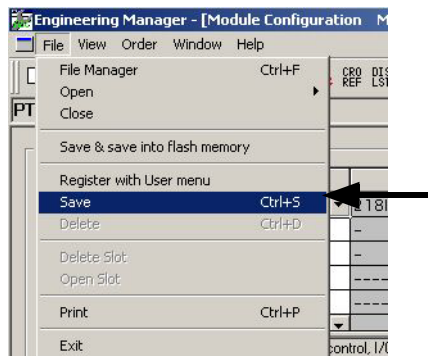 Engineering Manager - [Module Configuration M
File View Order Window Help
File Manager Ctrl+F
CRO
REF
Open
PT
Close
Save & save into flash memory
Register with User menu
Save Ctrl+S
218I
Delete Ctrl+D
-
Delete Slot
-
Open Slot
----
Print Ctrl+P
----
Exit
control, I/O